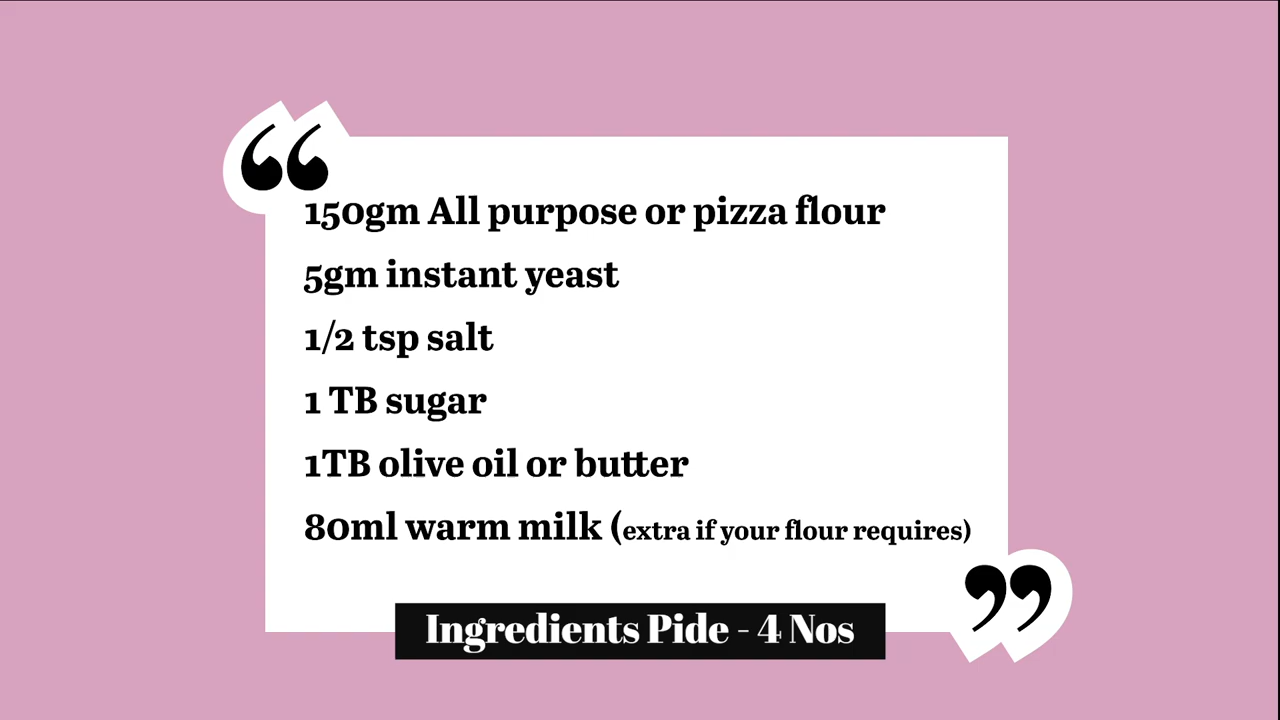 “
150gm All purpose or pizza flour
5gm instant yeast
1/2 tsp salt
1 TB sugar
1TB olive oil or butter
80ml warm milk (extra if your flour requires)
”
Ingredients Pide - 4 Nos